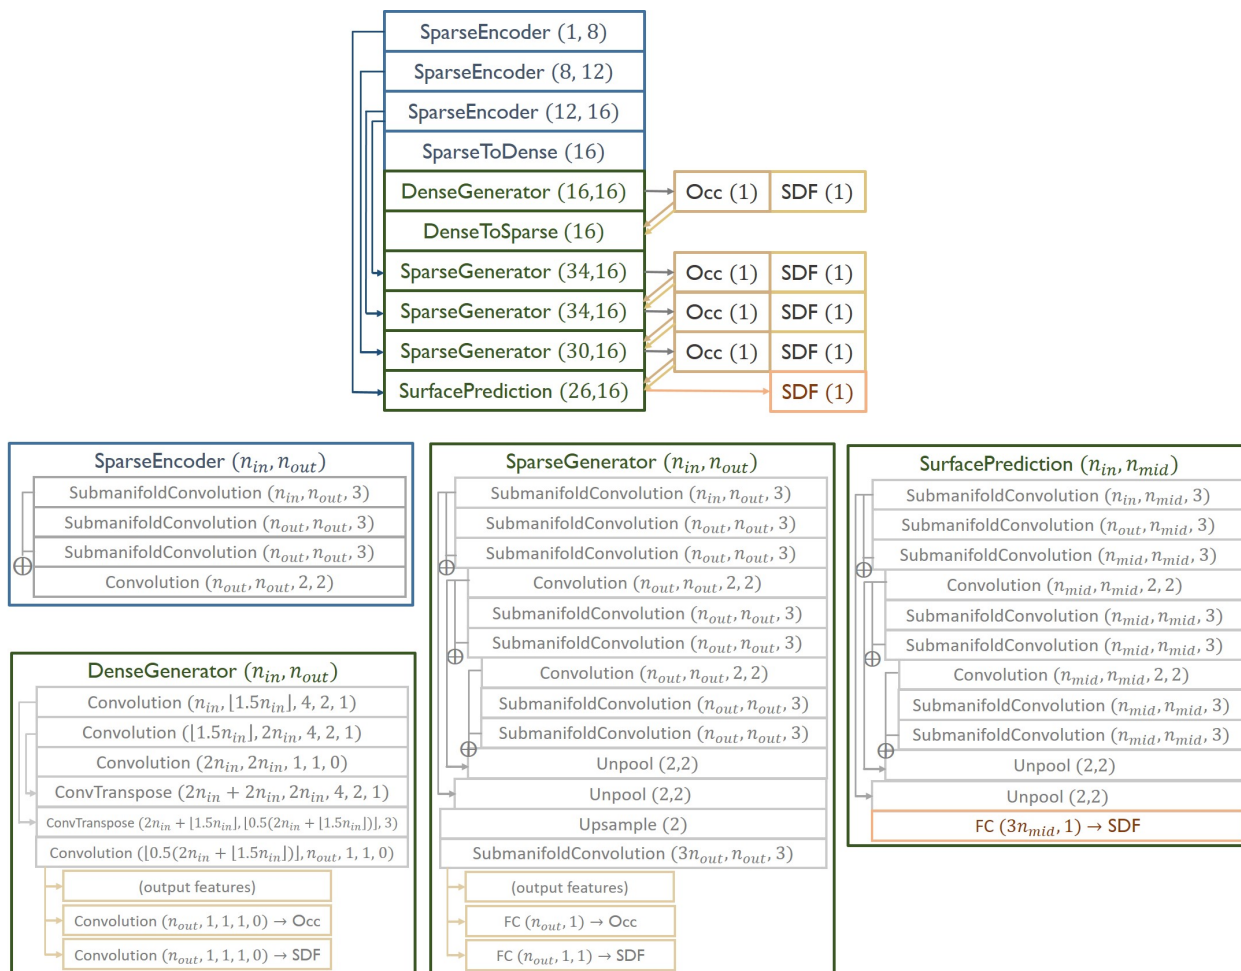 SparseEncoder (1, 8)
SparseEncoder (8, 12)
SparseEncoder (12, 16)
SparseToDense (16)
DenseGenerator (16,16) Occ (1) SDF (1)
DenseToSparse (16)
SparseGenerator (34,16) Occ (1) SDF (1)
SparseGenerator (34,16) Occ (1) SDF (1)
SparseGenerator (30,16) Occ (1) SDF (1)
SurfacePrediction (26,16) SDF (1)
SparseEncoder (n_in, n_out)
SubmanifoldConvolution (n_in, n_out, 3)
SubmanifoldConvolution (n_out, n_out, 3)
SubmanifoldConvolution (n_out, n_out, 3)
Convolution (n_out, n_out, 2, 2)
DenseGenerator (n_in, n_out)
Convolution (n_in, ⌊1.5n_in⌋, 4, 2, 1)
Convolution (⌊1.5n_in⌋, 2n_in, 4, 2, 1)
Convolution (2n_in, 2n_in, 1, 1, 0)
ConvTranspose (2n_in + 2n_in, 2n_in, 4, 2, 1)
ConvTranspose (2n_in + ⌊1.5n_in⌋, ⌊0.5(2n_in + ⌊1.5n_in⌋)⌋, 3)
Convolution (⌊0.5(2n_in + ⌊1.5n_in⌋)⌋, n_out, 1, 1, 0)
(output features)
Convolution (n_out, 1, 1, 1, 0) → Occ
Convolution (n_out, 1, 1, 1, 0) → SDF
SparseGenerator (n_in, n_out)
SubmanifoldConvolution (n_in, n_out, 3)
SubmanifoldConvolution (n_out, n_out, 3)
SubmanifoldConvolution (n_out, n_out, 3)
Convolution (n_out, n_out, 2, 2)
SubmanifoldConvolution (n_out, n_out, 3)
SubmanifoldConvolution (n_out, n_out, 3)
Convolution (n_out, n_out, 2, 2)
SubmanifoldConvolution (n_out, n_out, 3)
SubmanifoldConvolution (n_out, n_out, 3)
Unpool (2,2)
Unpool (2,2)
Upsample (2)
SubmanifoldConvolution (3n_out, n_out, 3)
(output features)
FC (n_out, 1) → Occ
FC (n_out, 1, 1) → SDF
SurfacePrediction (n_in, n_mid)
SubmanifoldConvolution (n_in, n_mid, 3)
SubmanifoldConvolution (n_out, n_mid, 3)
SubmanifoldConvolution (n_mid, n_mid, 3)
Convolution (n_mid, n_mid, 2, 2)
SubmanifoldConvolution (n_mid, n_mid, 3)
SubmanifoldConvolution (n_mid, n_mid, 3)
Convolution (n_mid, n_mid, 2, 2)
SubmanifoldConvolution (n_mid, n_mid, 3)
SubmanifoldConvolution (n_mid, n_mid, 3)
Unpool (2,2)
Unpool (2,2)
FC (3n_mid, 1) → SDF